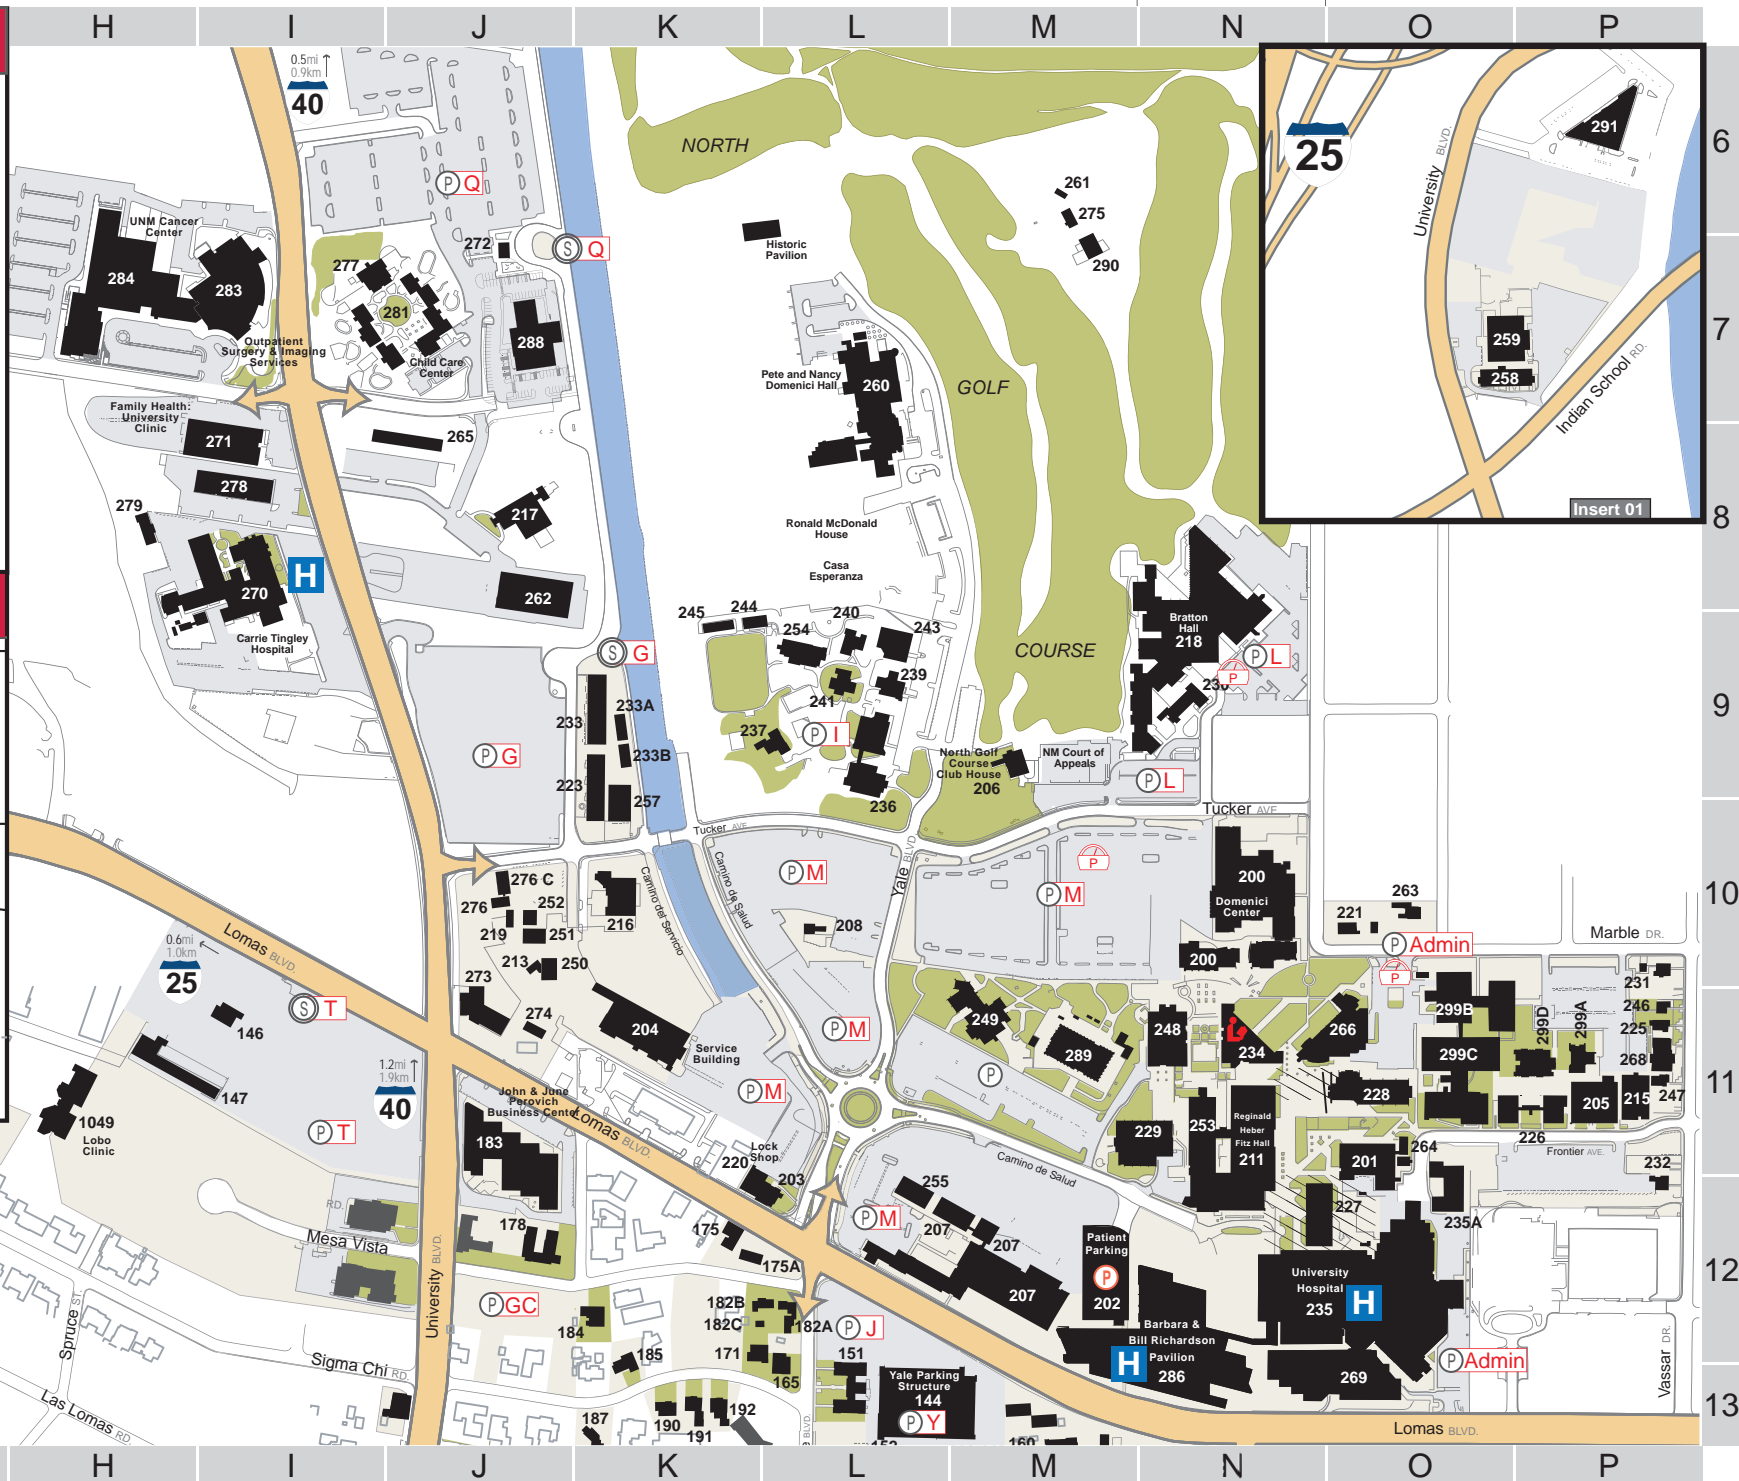 H I J K L M N O P
0.5mi
0.9km
40
6
NORTH
25
University BLVD.
291
P Q
261
275
290
UNM Cancer
Center
284
283
272
S Q
Historic
Pavilion
277
281
288
7
Outpatient
Surgery & Imaging
Services
Child Care
Center
Pete and Nancy
Domenici Hall
260
GOLF
259
258
Indian School RD.
Family Health:
University
Clinic
271
265
278
279
217
Insert 01
8
Ronald McDonald
House
Casa
Esperanza
H
270
262
Carrie Tingley
Hospital
245
244
240
254
243
Bratton
Hall
218
COURSE
S G
P L
P
239
241
230
233A
233
237
P I
9
P G
233B
North Golf
Course
Club House
206
NM Court of
Appeals
P L
223
257
236
Tucker AVE
Tucker AVE
Camino de Salud
Yale BLVD
Camino del Servicio
P
276 C
276
252
216
P M
P M
200
Domenici
Center
263
221
10
219
251
208
Marble DR.
P Admin
P
0.6mi
1.0km
25
Lomas BLVD.
213
250
200
273
231
S T
146
274
204
Service
Building
P M
249
289
248
234
266
299B
299D
299A
246
225
299C
268
1.2mi
1.9km
40
147
John & June
Perovich
Business Center
P M
P
11
228
205
215
247
1049
Lobo
Clinic
P T
183
Lomas BLVD.
Lock
Shop
229
253
Reginald
Heber
Fitz Hall
211
226
264
201
Frontier AVE.
220
203
Camino de Salud
232
RD.
255
227
Mesa Vista
178
175
P M
207
207
235A
175A
Patient
Parking
P
202
University
Hospital
235
H
12
University BLVD.
P GC
207
Spruce ST.
184
182B
182C
182A
P J
Barbara &
Bill Richardson
Pavilion
H
286
185
171
151
165
Sigma Chi RD.
Yale Parking
Structure
144
P Y
269
P Admin
Vassar DR.
13
Las Lomas RD.
187
190
191
192
Lomas BLVD.
H I J K L M N O P